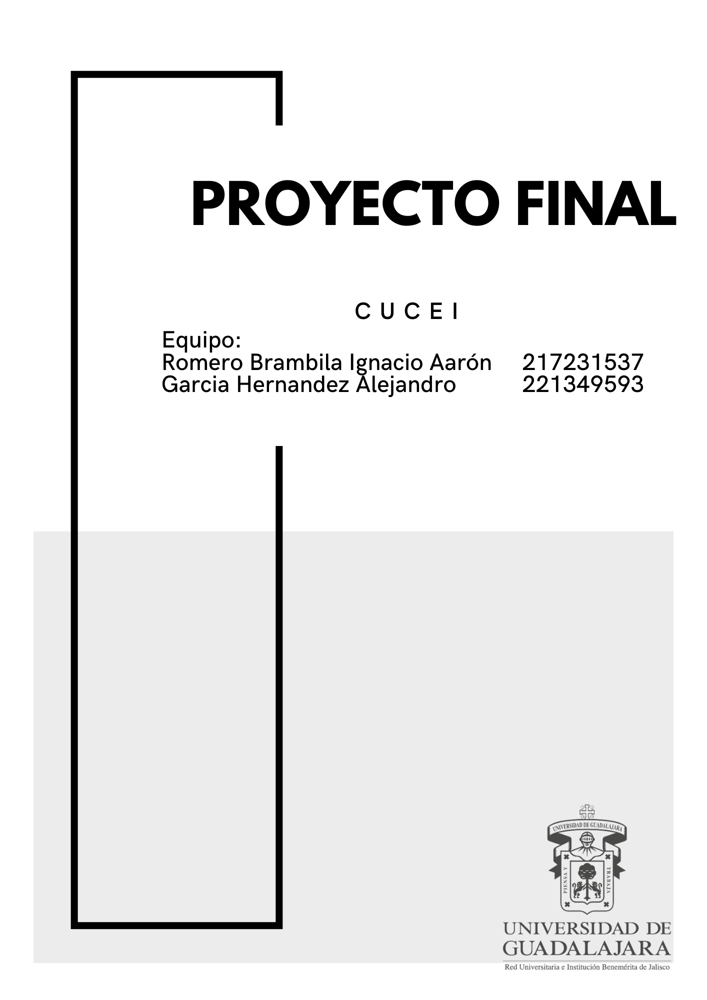 PROYECTO FINAL
CUCEI
Equipo:
Romero Brambila Ignacio Aarón 217231537
Garcia Hernandez Alejandro 221349593
UNIVERSIDAD DE GUADALAJARA
PIENSA Y
TRABAJA
UNIVERSIDAD DE
GUADALAJARA
Red Universitaria e Institución Benemérita de Jalisco